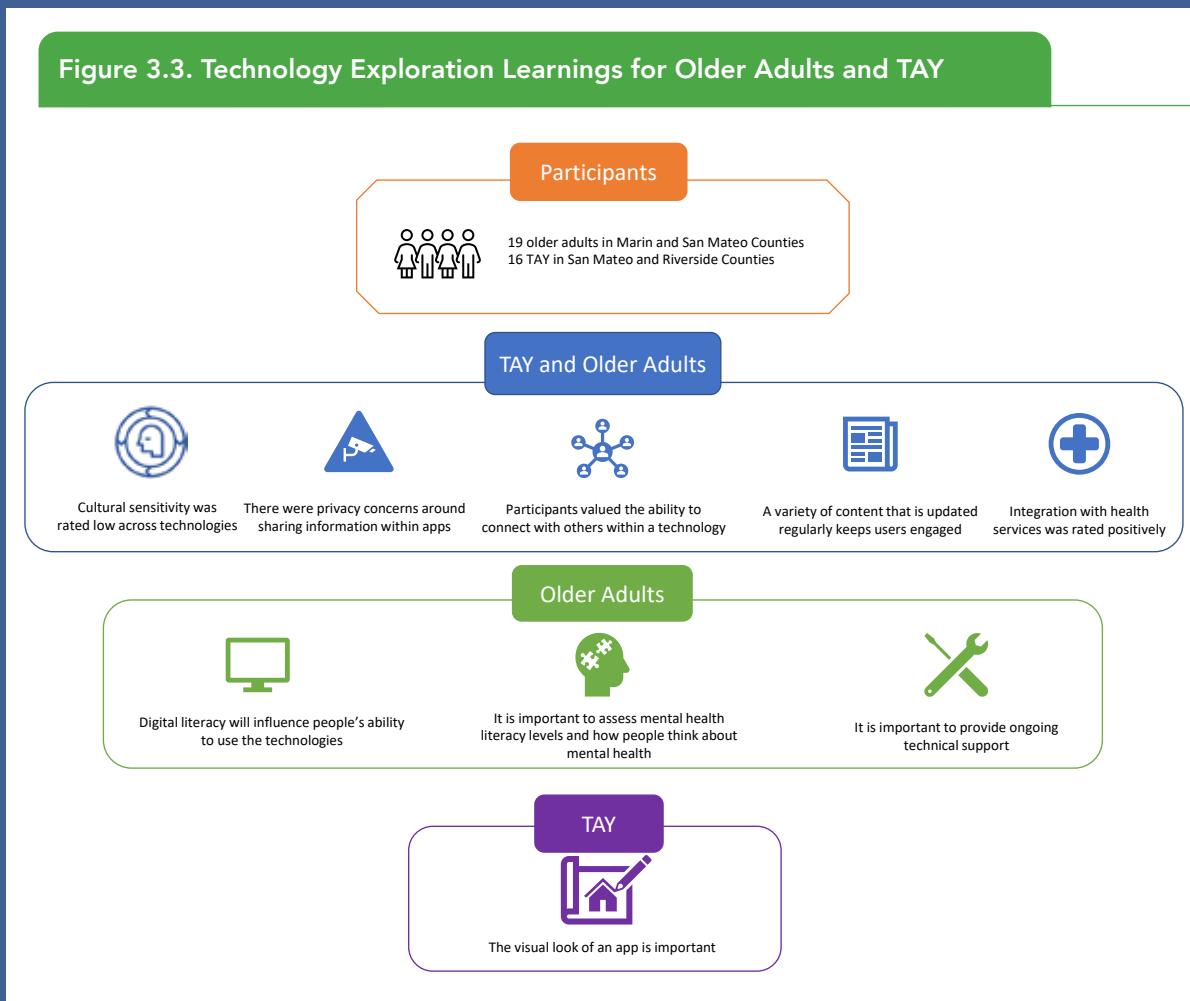 Figure 3.3. Technology Exploration Learnings for Older Adults and TAY
Participants
19 older adults in Marin and San Mateo Counties
16 TAY in San Mateo and Riverside Counties
TAY and Older Adults
Cultural sensitivity was
rated low across technologies
There were privacy concerns around
sharing information within apps
Participants valued the ability to
connect with others within a technology
A variety of content that is updated
regularly keeps users engaged
Integration with health
services was rated positively
Older Adults
Digital literacy will influence people’s ability
to use the technologies
It is important to assess mental health
literacy levels and how people think about
mental health
It is important to provide ongoing
technical support
TAY
The visual look of an app is important